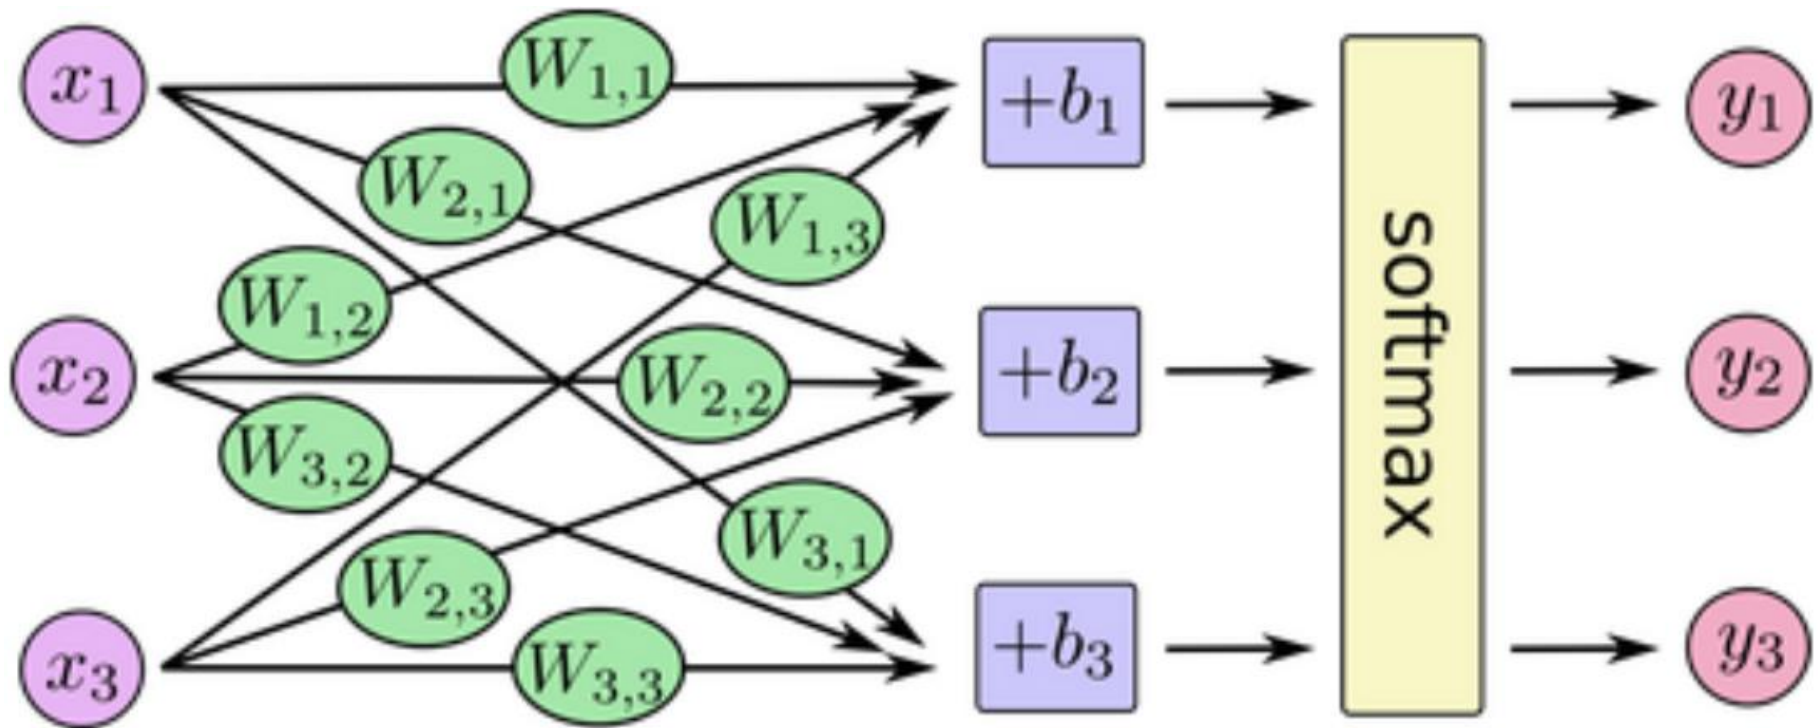 x1 W1,1 +b1 y1
W2,1
W1,3
W1,2
x2 W2,2 +b2 softmax y2
W3,2
W3,1
W2,3
x3 W3,3 +b3 y3